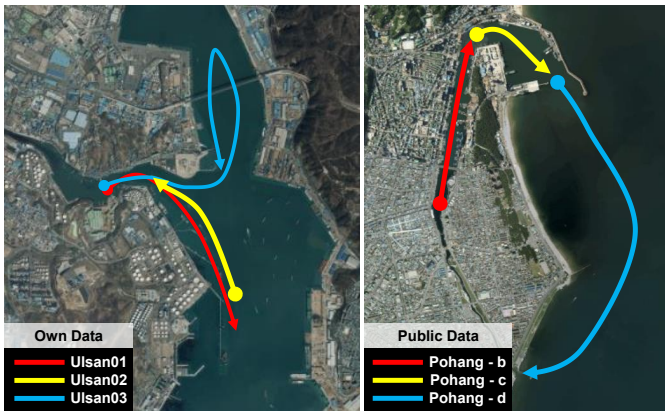 Own Data
Ulsan01
Ulsan02
Ulsan03
Public Data
Pohang - b
Pohang - c
Pohang - d